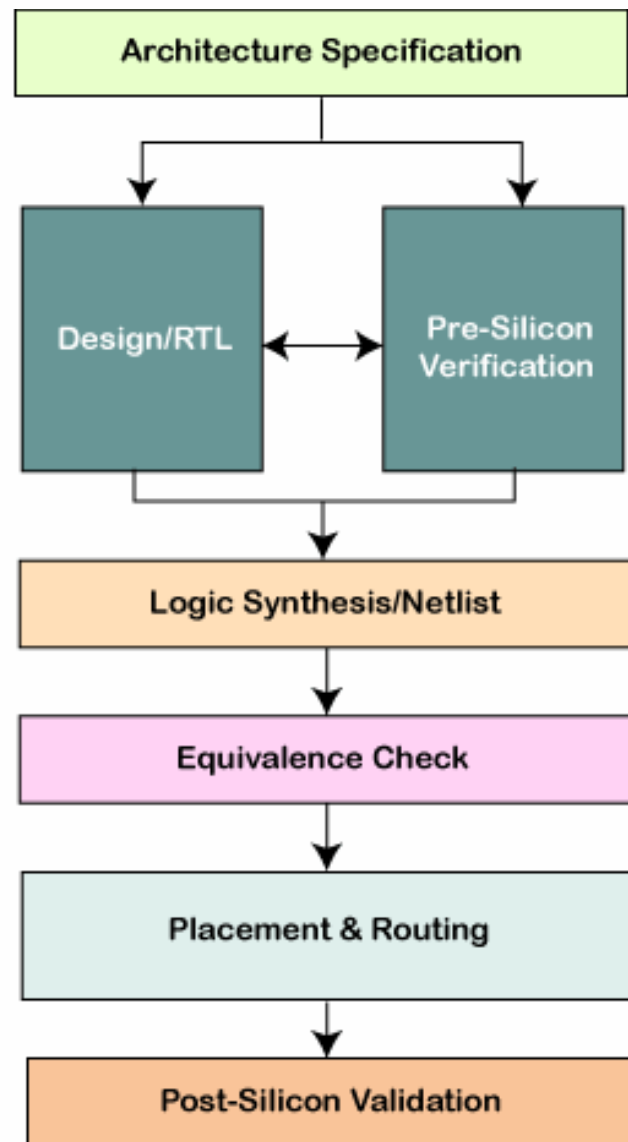 Architecture Specification
Design/RTL
Pre-Silicon
Verification
Logic Synthesis/Netlist
Equivalence Check
Placement & Routing
Post-Silicon Validation